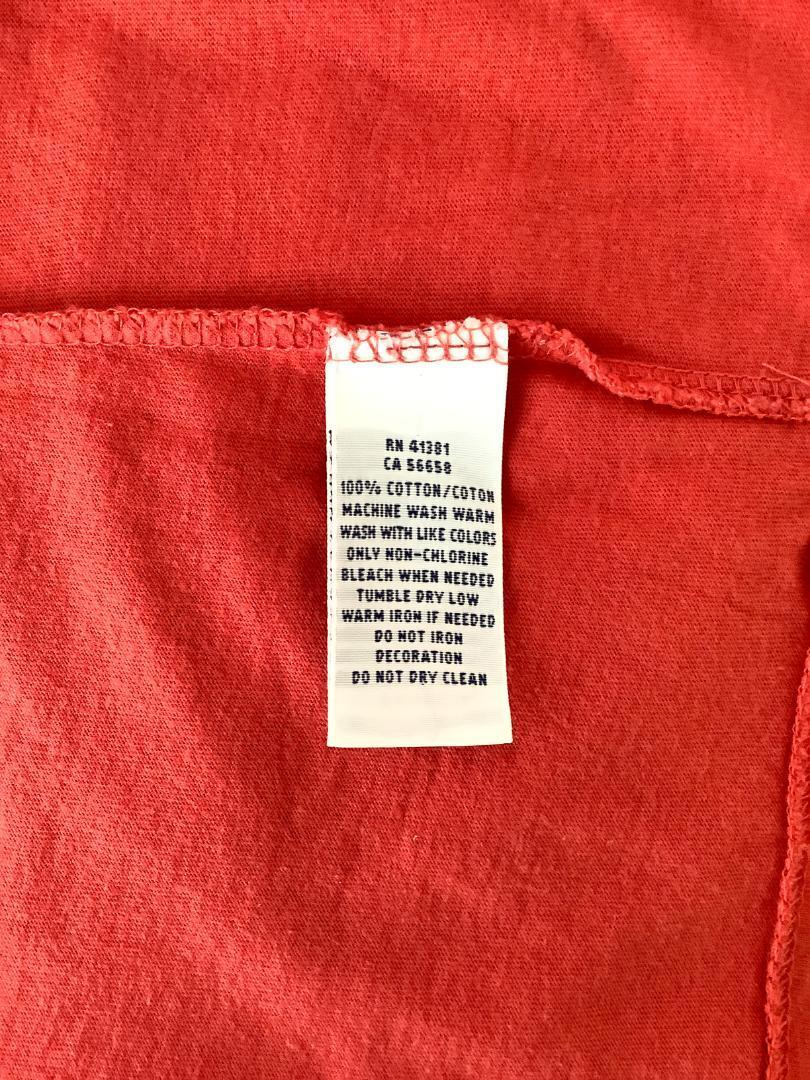 RN 41381
CA 56658
100% COTTON/COTON
MACHINE WASH WARM
WASH WITH LIKE COLORS
ONLY NON-CHLORINE
BLEACH WHEN NEEDED
TUMBLE DRY LOW
WARM IRON IF NEEDED
DO NOT IRON
DECORATION
DO NOT DRY CLEAN